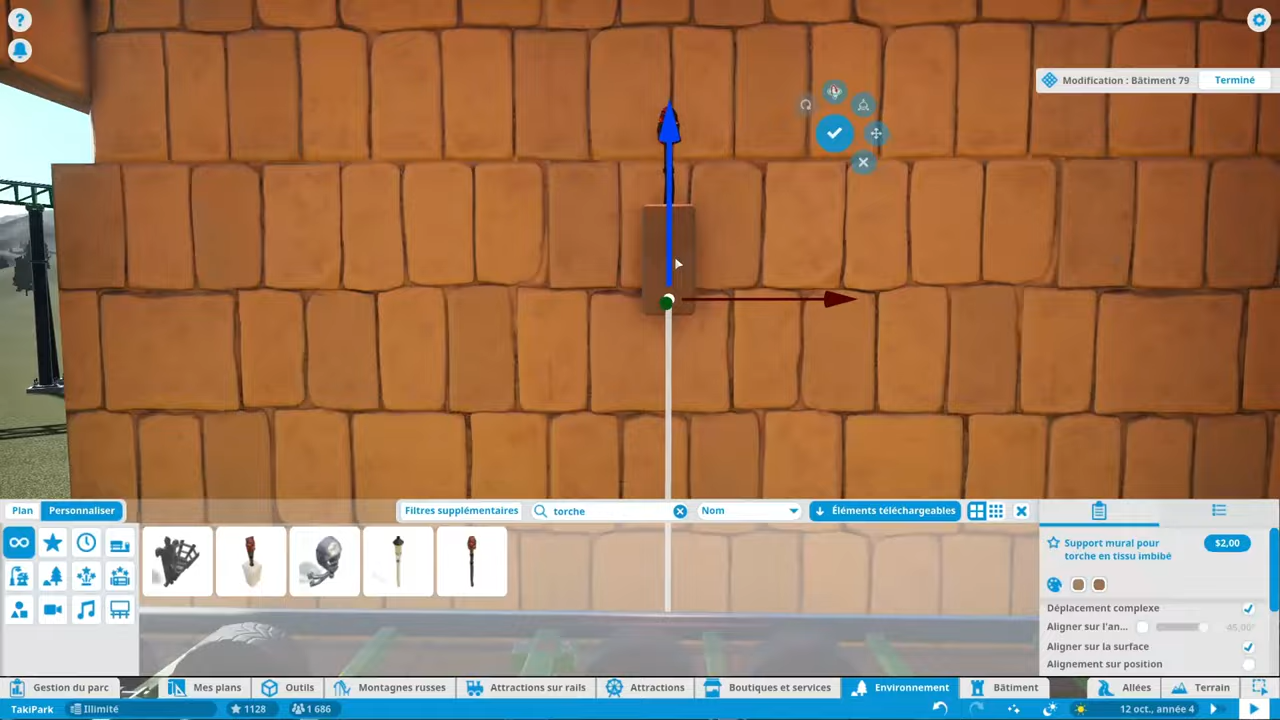 ?
Modification : Bâtiment 79
Terminé
Plan
Personnaliser
Filtres supplémentaires
torche
Nom
Éléments téléchargeables
Support mural pour
torche en tissu imbibé
$2,00
Déplacement complexe
Aligner sur l'an...
45,00°
Aligner sur la surface
Alignement sur position
Gestion du parc
Mes plans
Outils
Montagnes russes
Attractions sur rails
Attractions
Boutiques et services
Environnement
Bâtiment
Allées
Terrain
TakiPark
Illimité
1128
1 686
12 oct., année 4